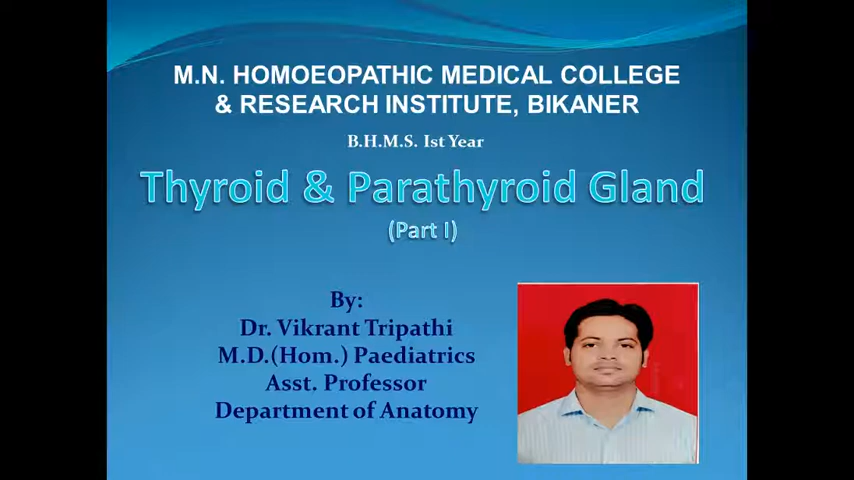 M.N. HOMOEOPATHIC MEDICAL COLLEGE
& RESEARCH INSTITUTE, BIKANER
B.H.M.S. Ist Year
Thyroid & Parathyroid Gland
(Part I)
By:
Dr. Vikrant Tripathi
M.D.(Hom.) Paediatrics
Asst. Professor
Department of Anatomy